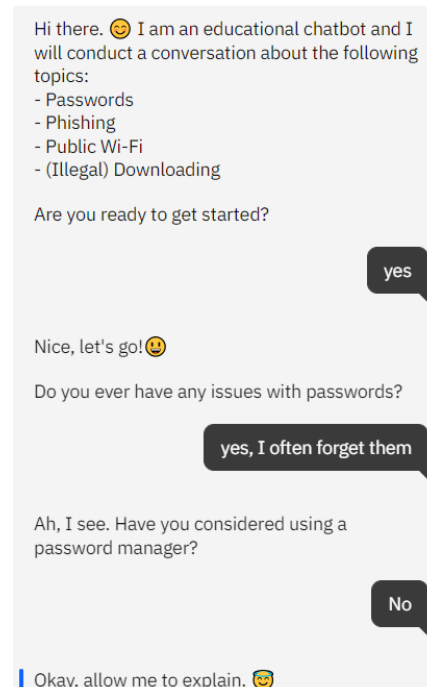 Hi there. 😊 I am an educational chatbot and I
will conduct a conversation about the following
topics:
- Passwords
- Phishing
- Public Wi-Fi
- (Illegal) Downloading
Are you ready to get started?
yes
Nice, let's go!😀
Do you ever have any issues with passwords?
yes, I often forget them
Ah, I see. Have you considered using a
password manager?
No
Okay, allow me to explain. 😇